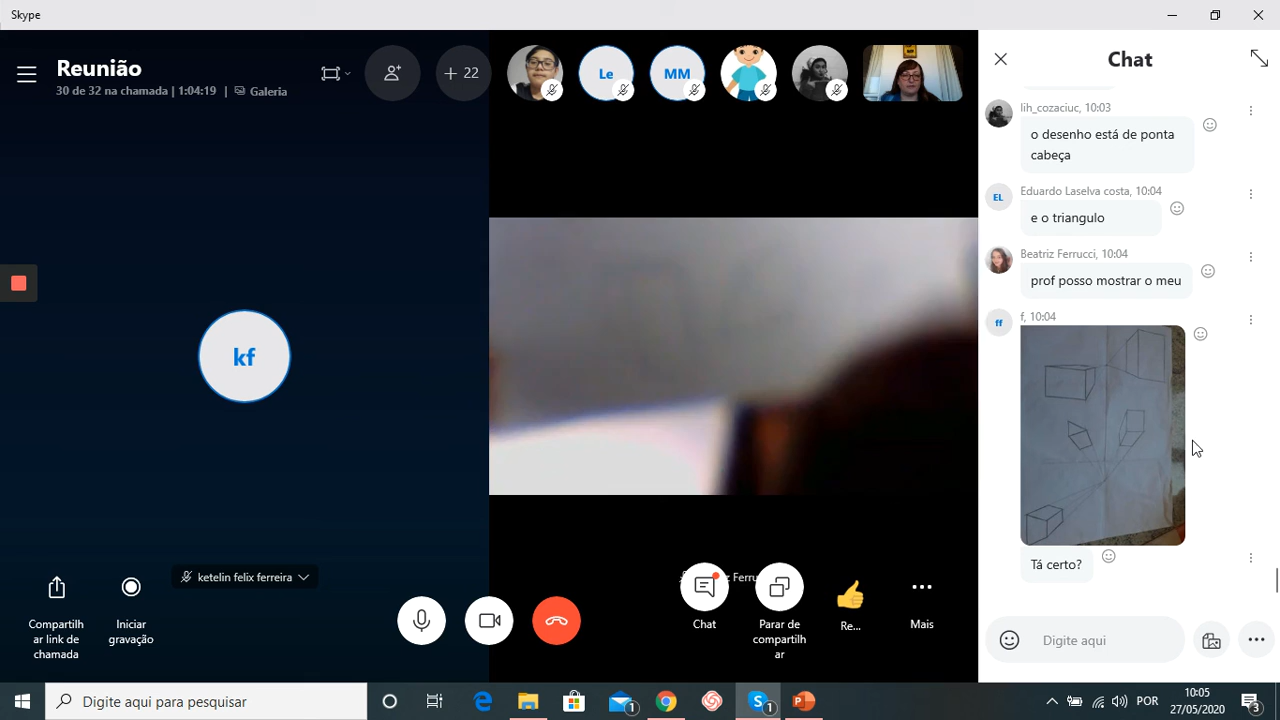 Skype
Reunião
30 de 32 na chamada | 1:04:19 | Galeria
+ 22
Le
MM
kf
ketelin felix ferreira
Compartilh
ar link de
chamada
Iniciar
gravação
Chat
Parar de
compartilh
ar
Re...
Mais
Chat
lih_cozaciuc, 10:03
o desenho está de ponta
cabeça
EL
Eduardo Laselva costa, 10:04
e o triangulo
Beatriz Ferrucci, 10:04
prof posso mostrar o meu
ff
f, 10:04
Tá certo?
Digite aqui
Digite aqui para pesquisar
1
1
POR
10:05
27/05/2020
3